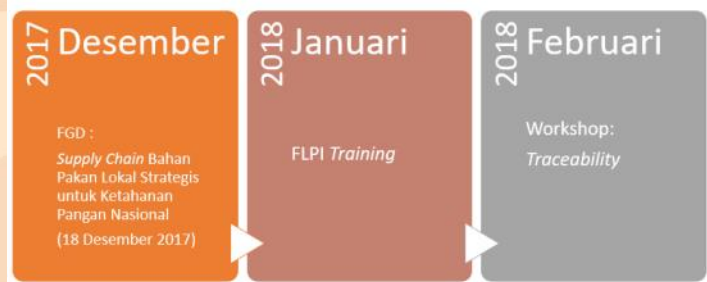 2017
Desember
FGD :
Supply Chain Bahan
Pakan Lokal Strategis
untuk Ketahanan
Pangan Nasional
(18 Desember 2017)
2018
Januari
FLPI Training
2018
Februari
Workshop:
Traceability